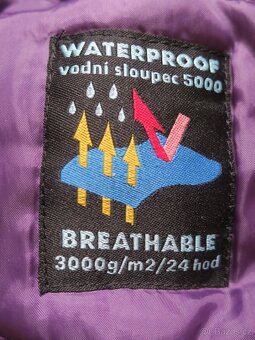 WATERPROOF
vodní sloupec 5000
BREATHABLE
3000g/m2/24 hod